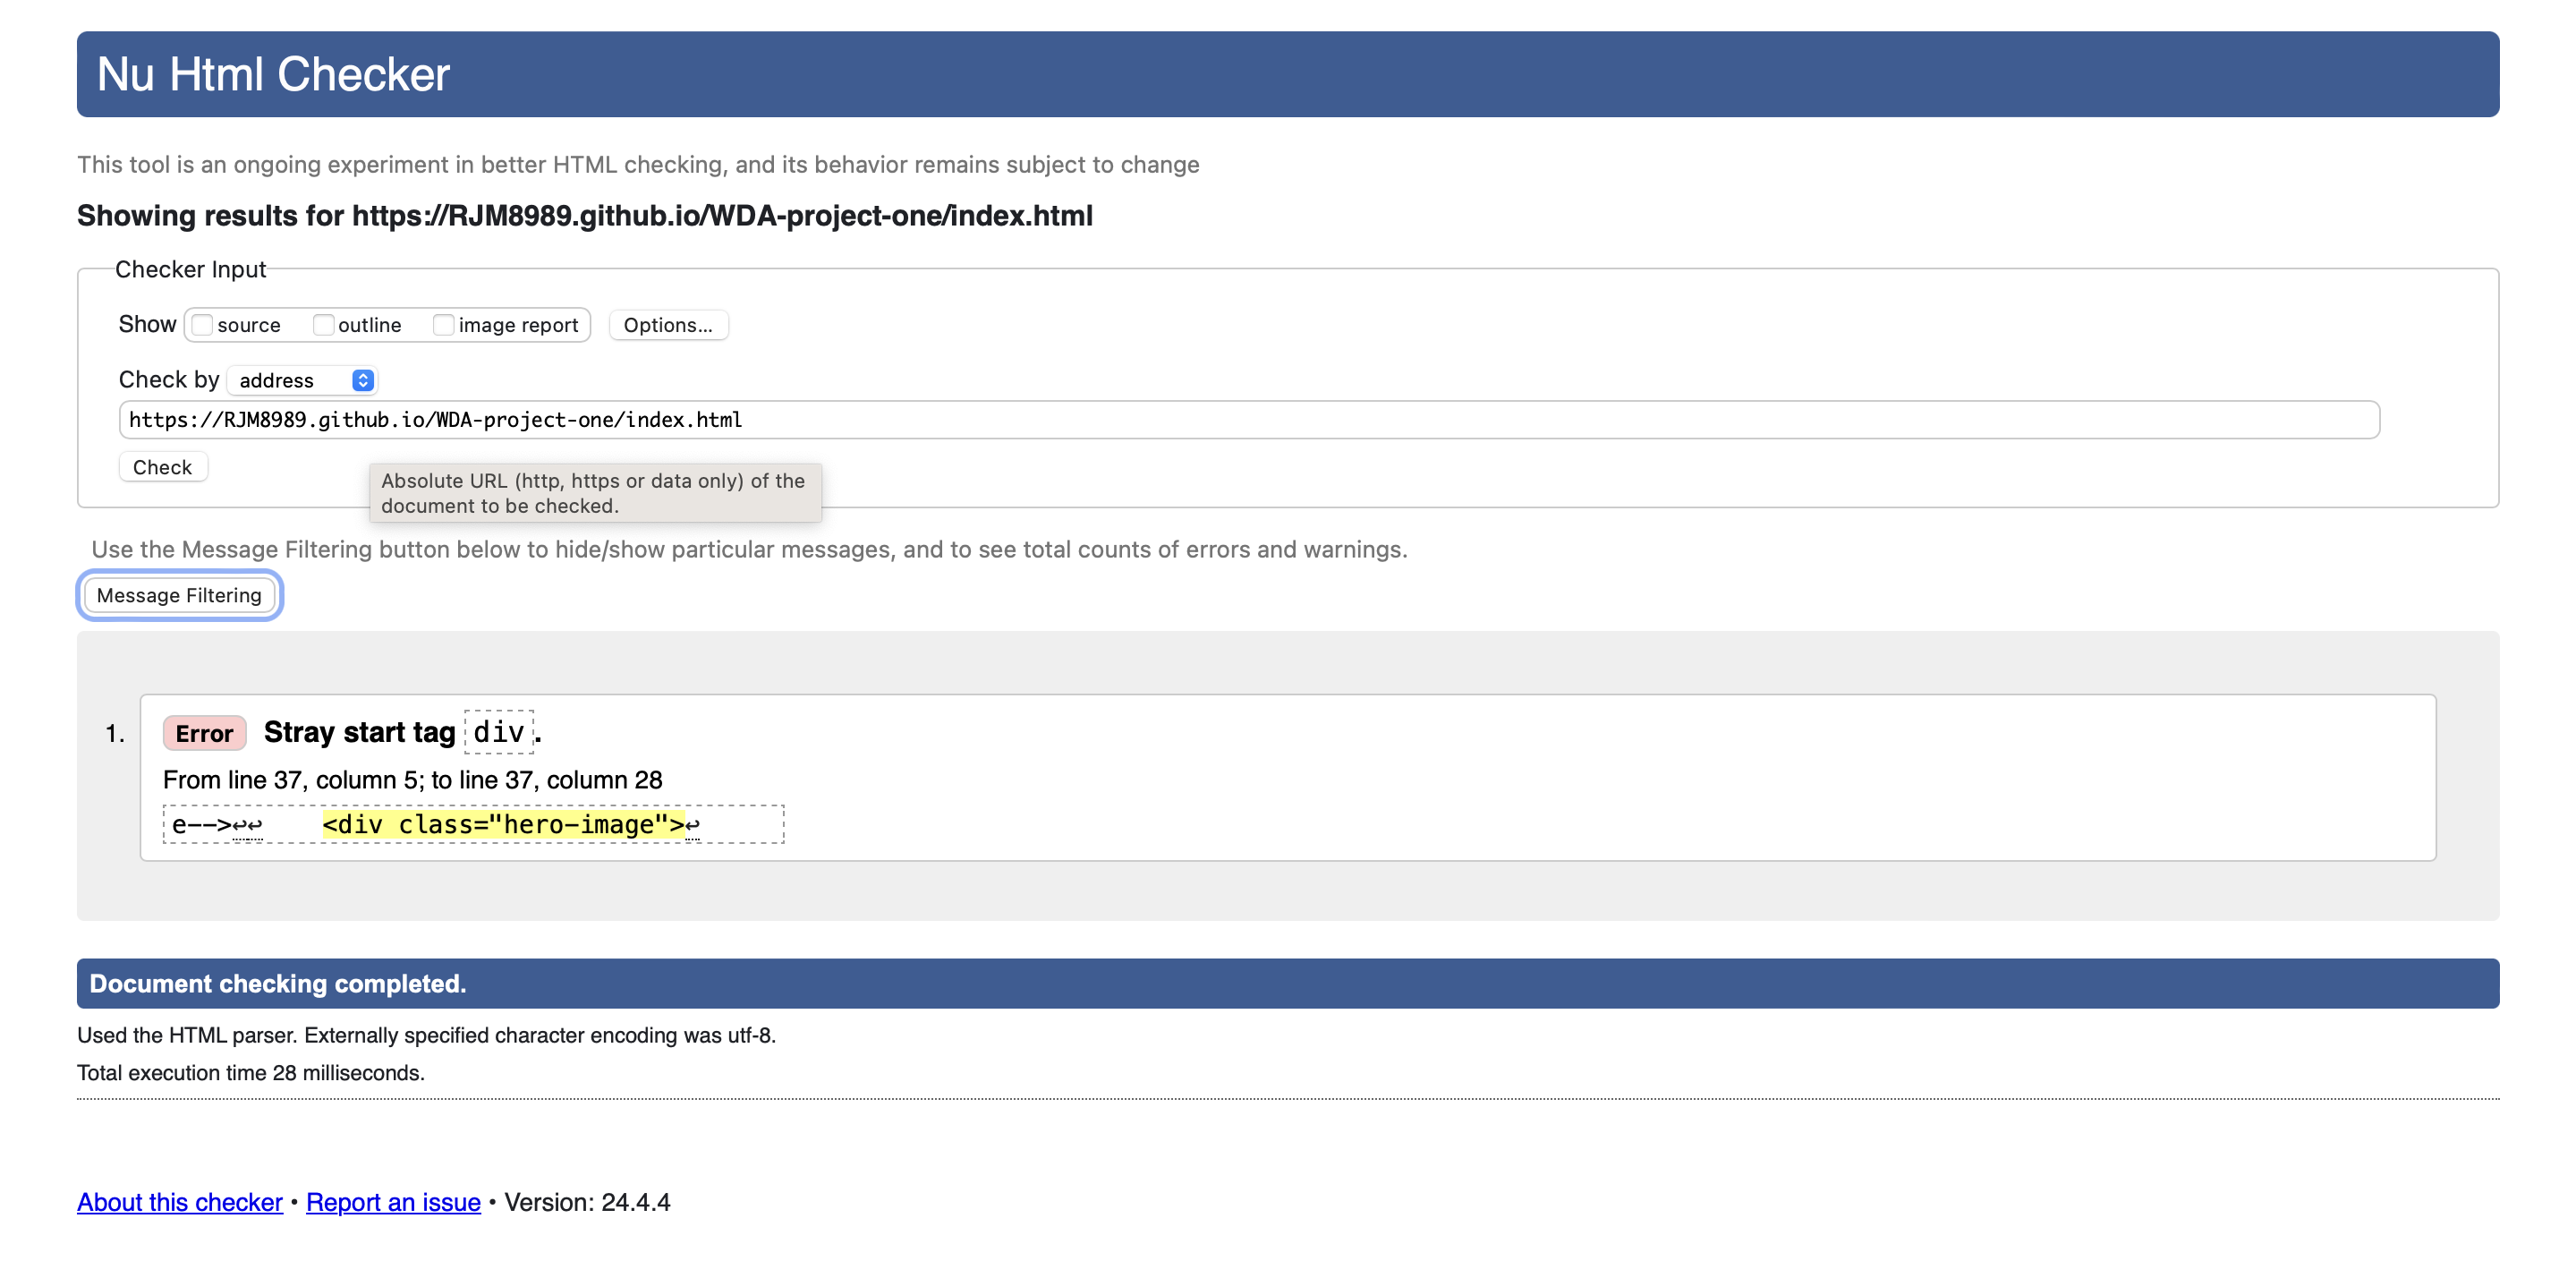 Nu Html Checker
This tool is an ongoing experiment in better HTML checking, and its behavior remains subject to change
Showing results for https://RJM8989.github.io/WDA-project-one/index.html
Checker Input
Show source outline image report Options...
Check by address
https://RJM8989.github.io/WDA-project-one/index.html
Check
Absolute URL (http, https or data only) of the
document to be checked.
Use the Message Filtering button below to hide/show particular messages, and to see total counts of errors and warnings.
Message Filtering
1. Error Stray start tag div.
From line 37, column 5; to line 37, column 28
e-->↩↩    <div class="hero-image">↩
Document checking completed.
Used the HTML parser. Externally specified character encoding was utf-8.
Total execution time 28 milliseconds.
About this checker • Report an issue • Version: 24.4.4